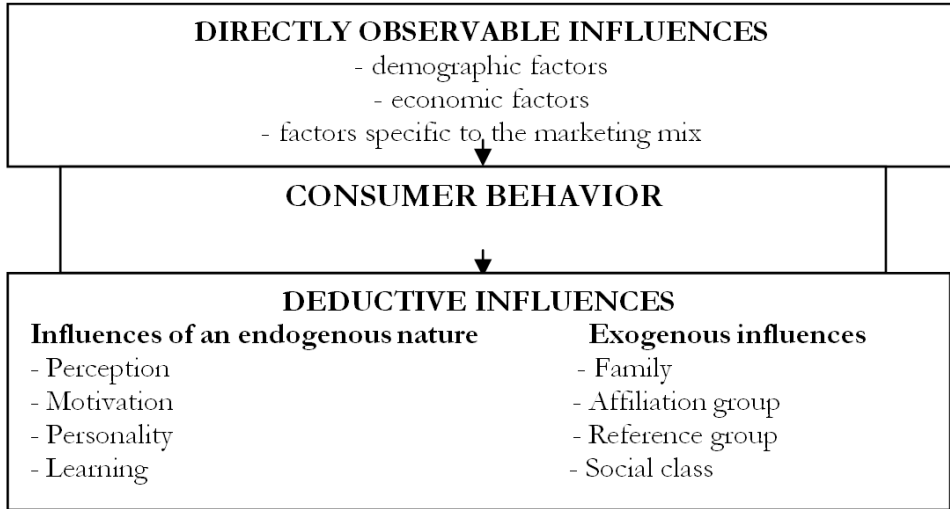 DIRECTLY OBSERVABLE INFLUENCES
- demographic factors
- economic factors
- factors specific to the marketing mix
CONSUMER BEHAVIOR
DEDUCTIVE INFLUENCES
Influences of an endogenous nature
- Perception
- Motivation
- Personality
- Learning
Exogenous influences
- Family
- Affiliation group
- Reference group
- Social class